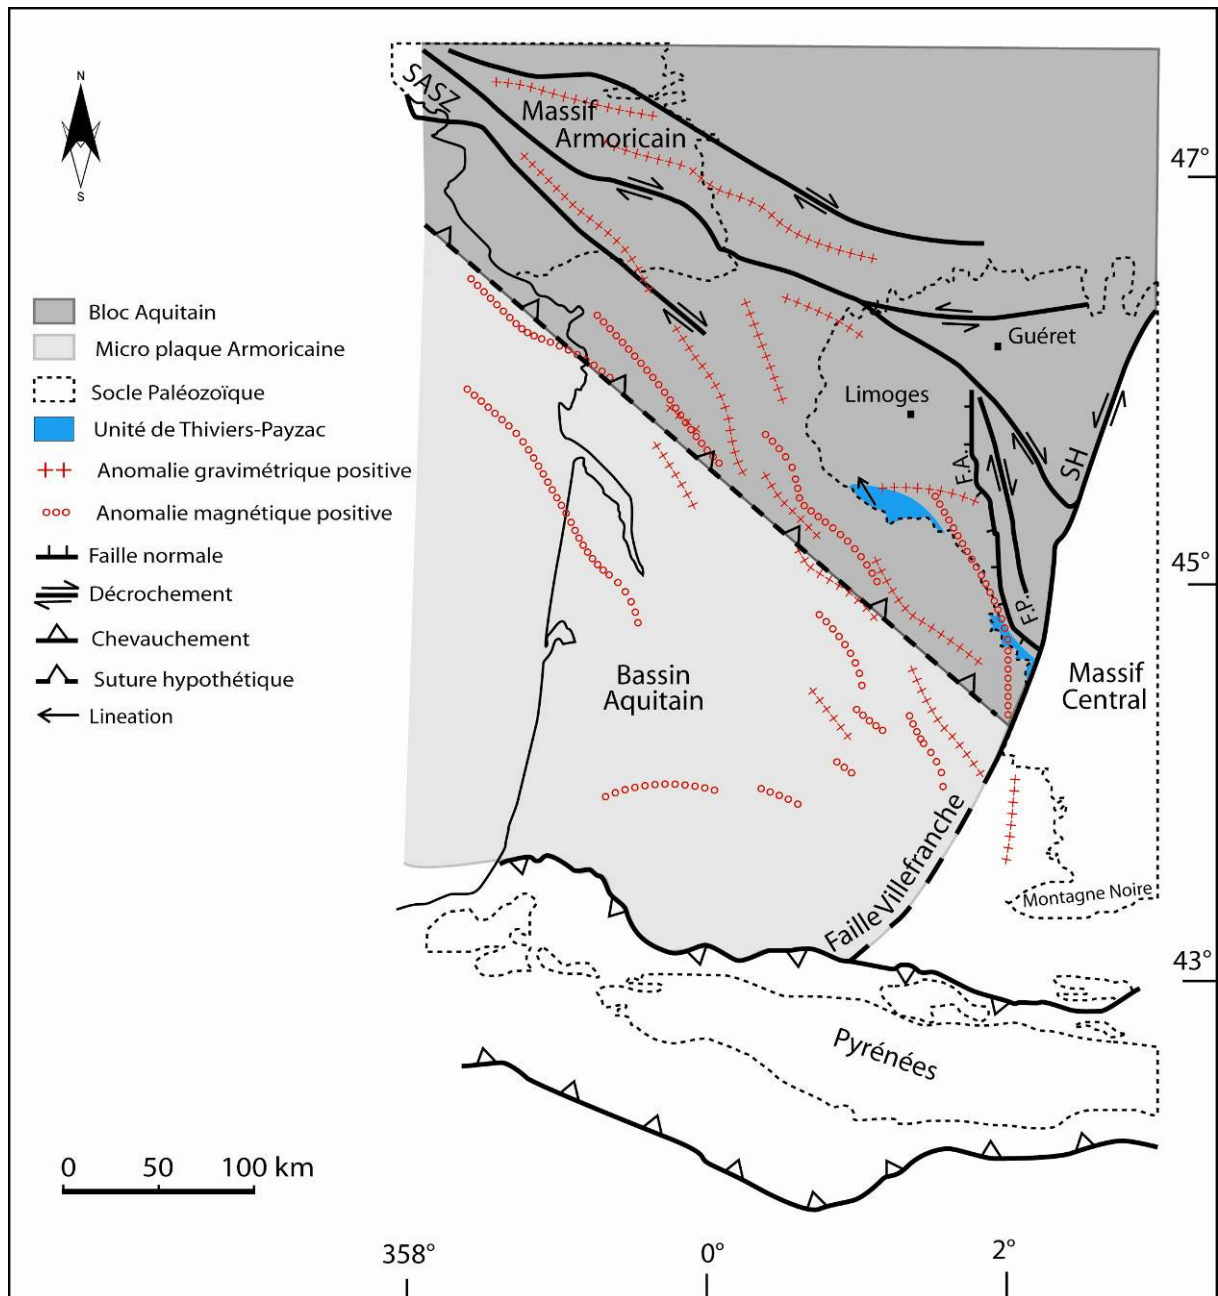 N
S
SASZ
Massif
Armoricain
47°
Bloc Aquitain
Micro plaque Armoricaine
Socle Paléozoïque
Unité de Thiviers-Payzac
Anomalie gravimétrique positive
Anomalie magnétique positive
Faille normale
Décrochement
Chevauchement
Suture hypothétique
Lineation
Guéret
Limoges
F.A.
SH
45°
F.P.
Bassin
Aquitain
Massif
Central
Faille Villefranche
Montagne Noire
43°
Pyrénées
0 50 100 km
358° 0° 2°